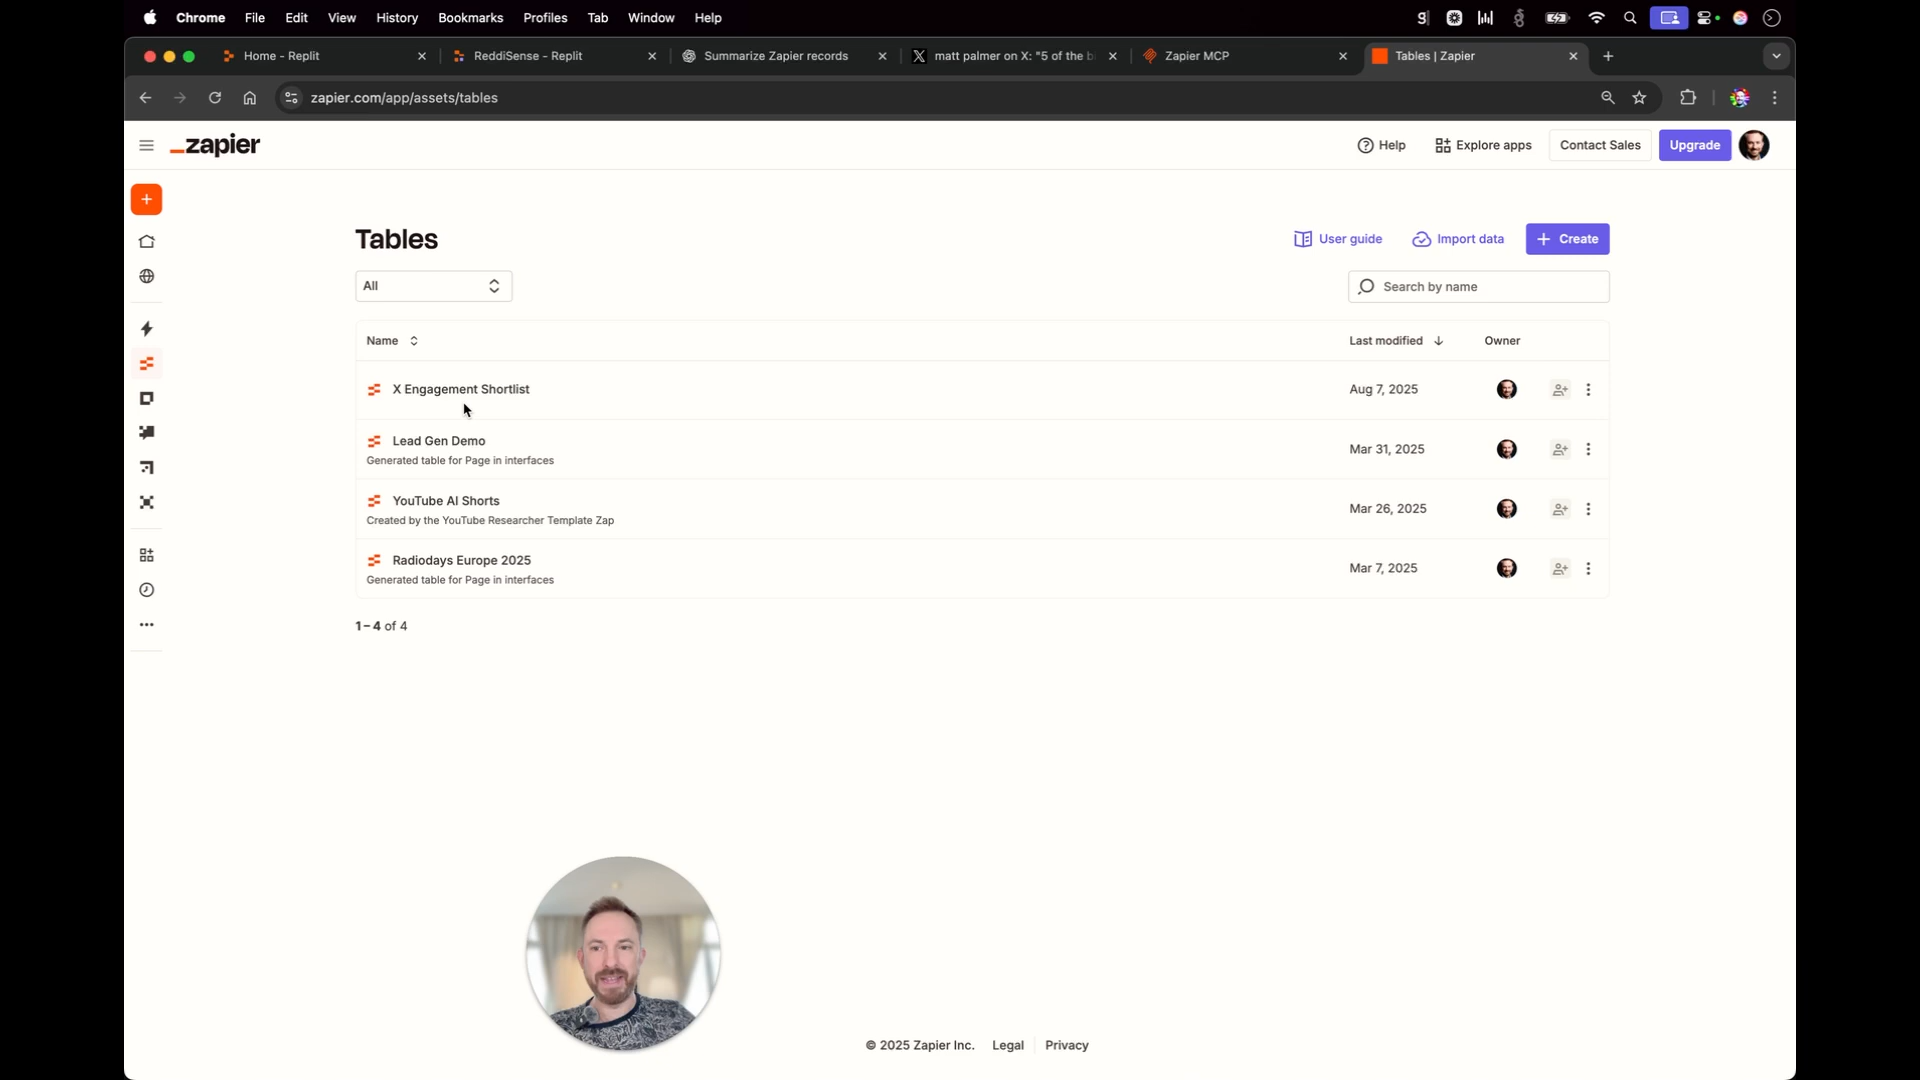 Chrome File Edit View History Bookmarks Profiles Tab Window Help
Home - Replit
ReddiSense - Replit
Summarize Zapier records
matt palmer on X: "5 of the b
Zapier MCP
Tables | Zapier
zapier.com/app/assets/tables
zapier
Help
Explore apps
Contact Sales
Upgrade
Tables
User guide
Import data
Create
All
Search by name
Name
Last modified
Owner
X Engagement Shortlist
Aug 7, 2025
Lead Gen Demo
Generated table for Page in interfaces
Mar 31, 2025
YouTube AI Shorts
Created by the YouTube Researcher Template Zap
Mar 26, 2025
Radiodays Europe 2025
Generated table for Page in interfaces
Mar 7, 2025
1 – 4 of 4
© 2025 Zapier Inc. Legal Privacy